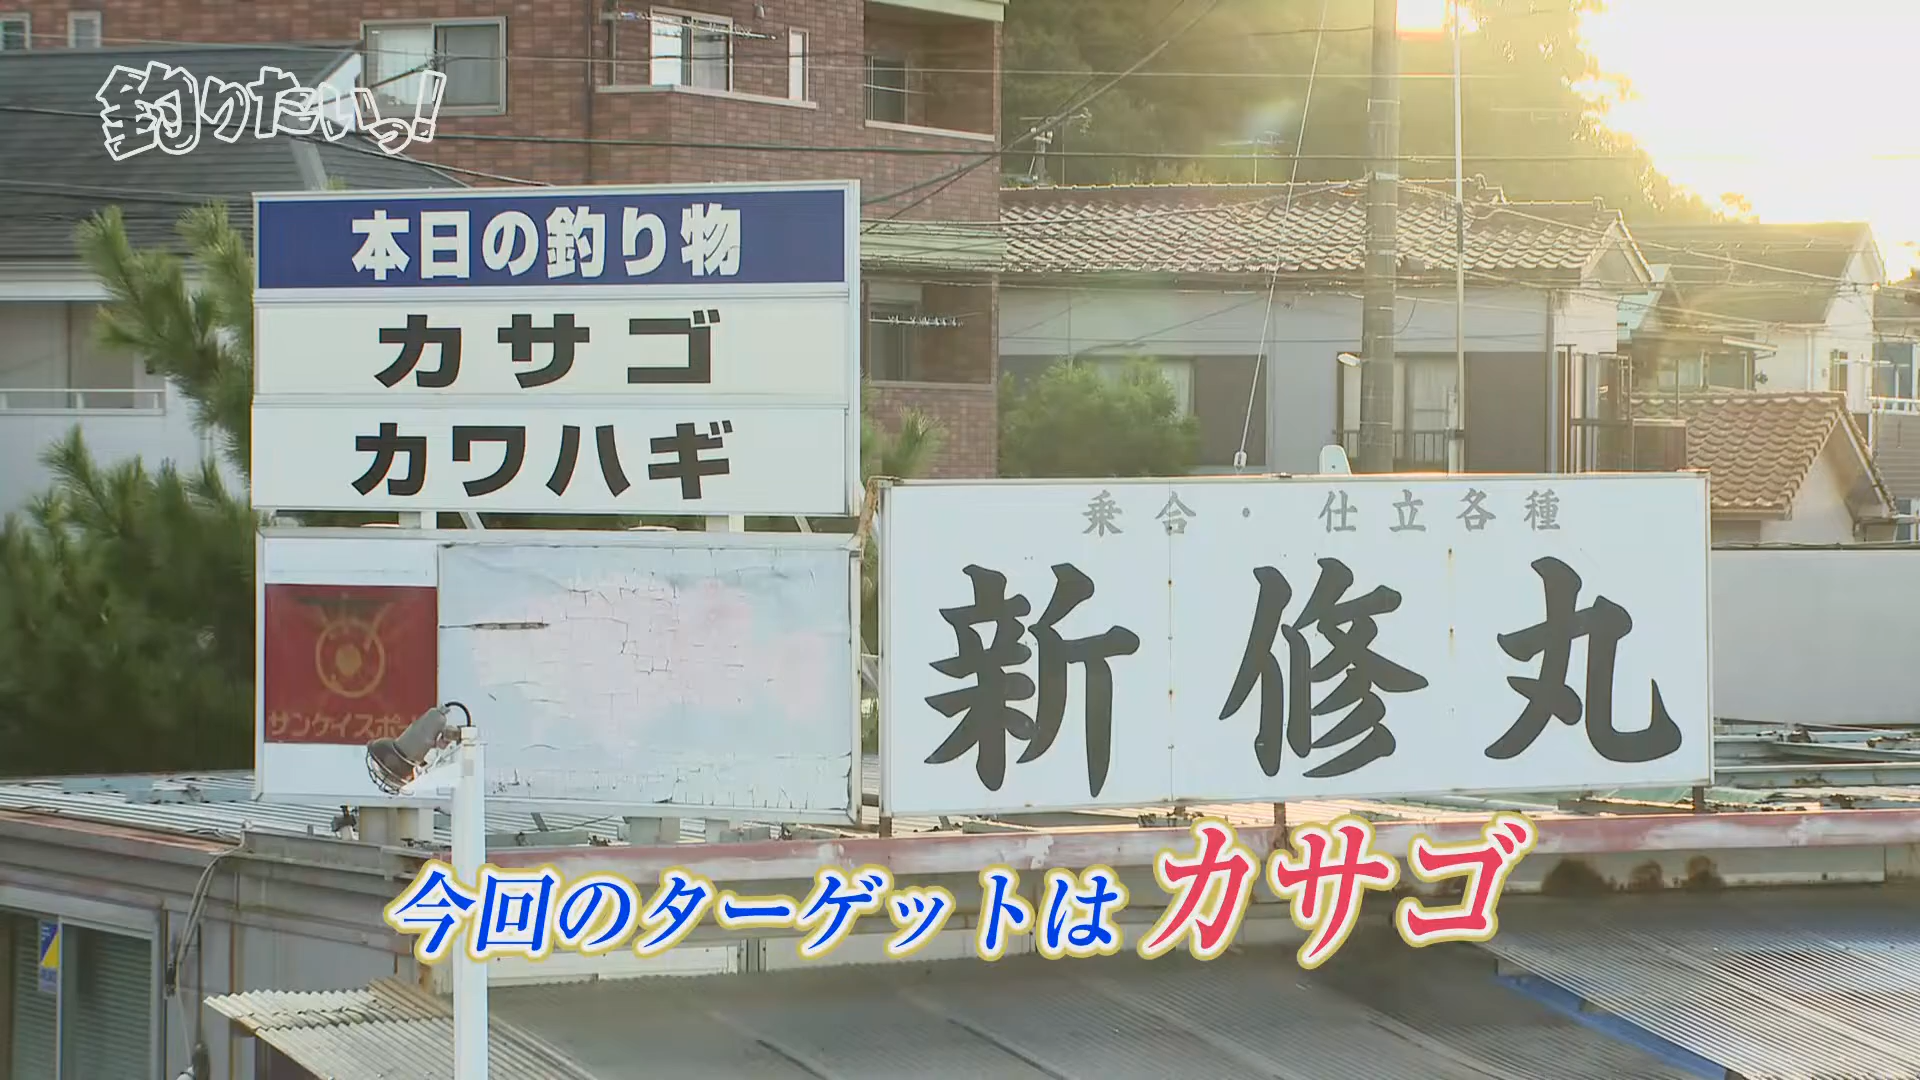 釣りたいっ!
本日の釣り物
カサゴ
カワハギ
サンケイスポー
乗合・仕立各種
新修丸
今回のターゲットはカサゴ